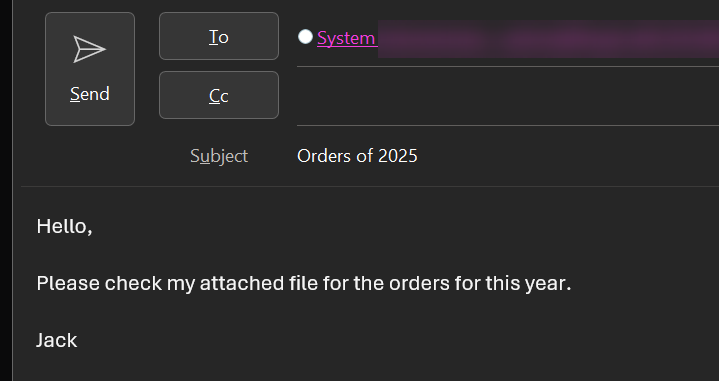 To
System
Send
Cc
Subject Orders of 2025
Hello,
Please check my attached file for the orders for this year.
Jack